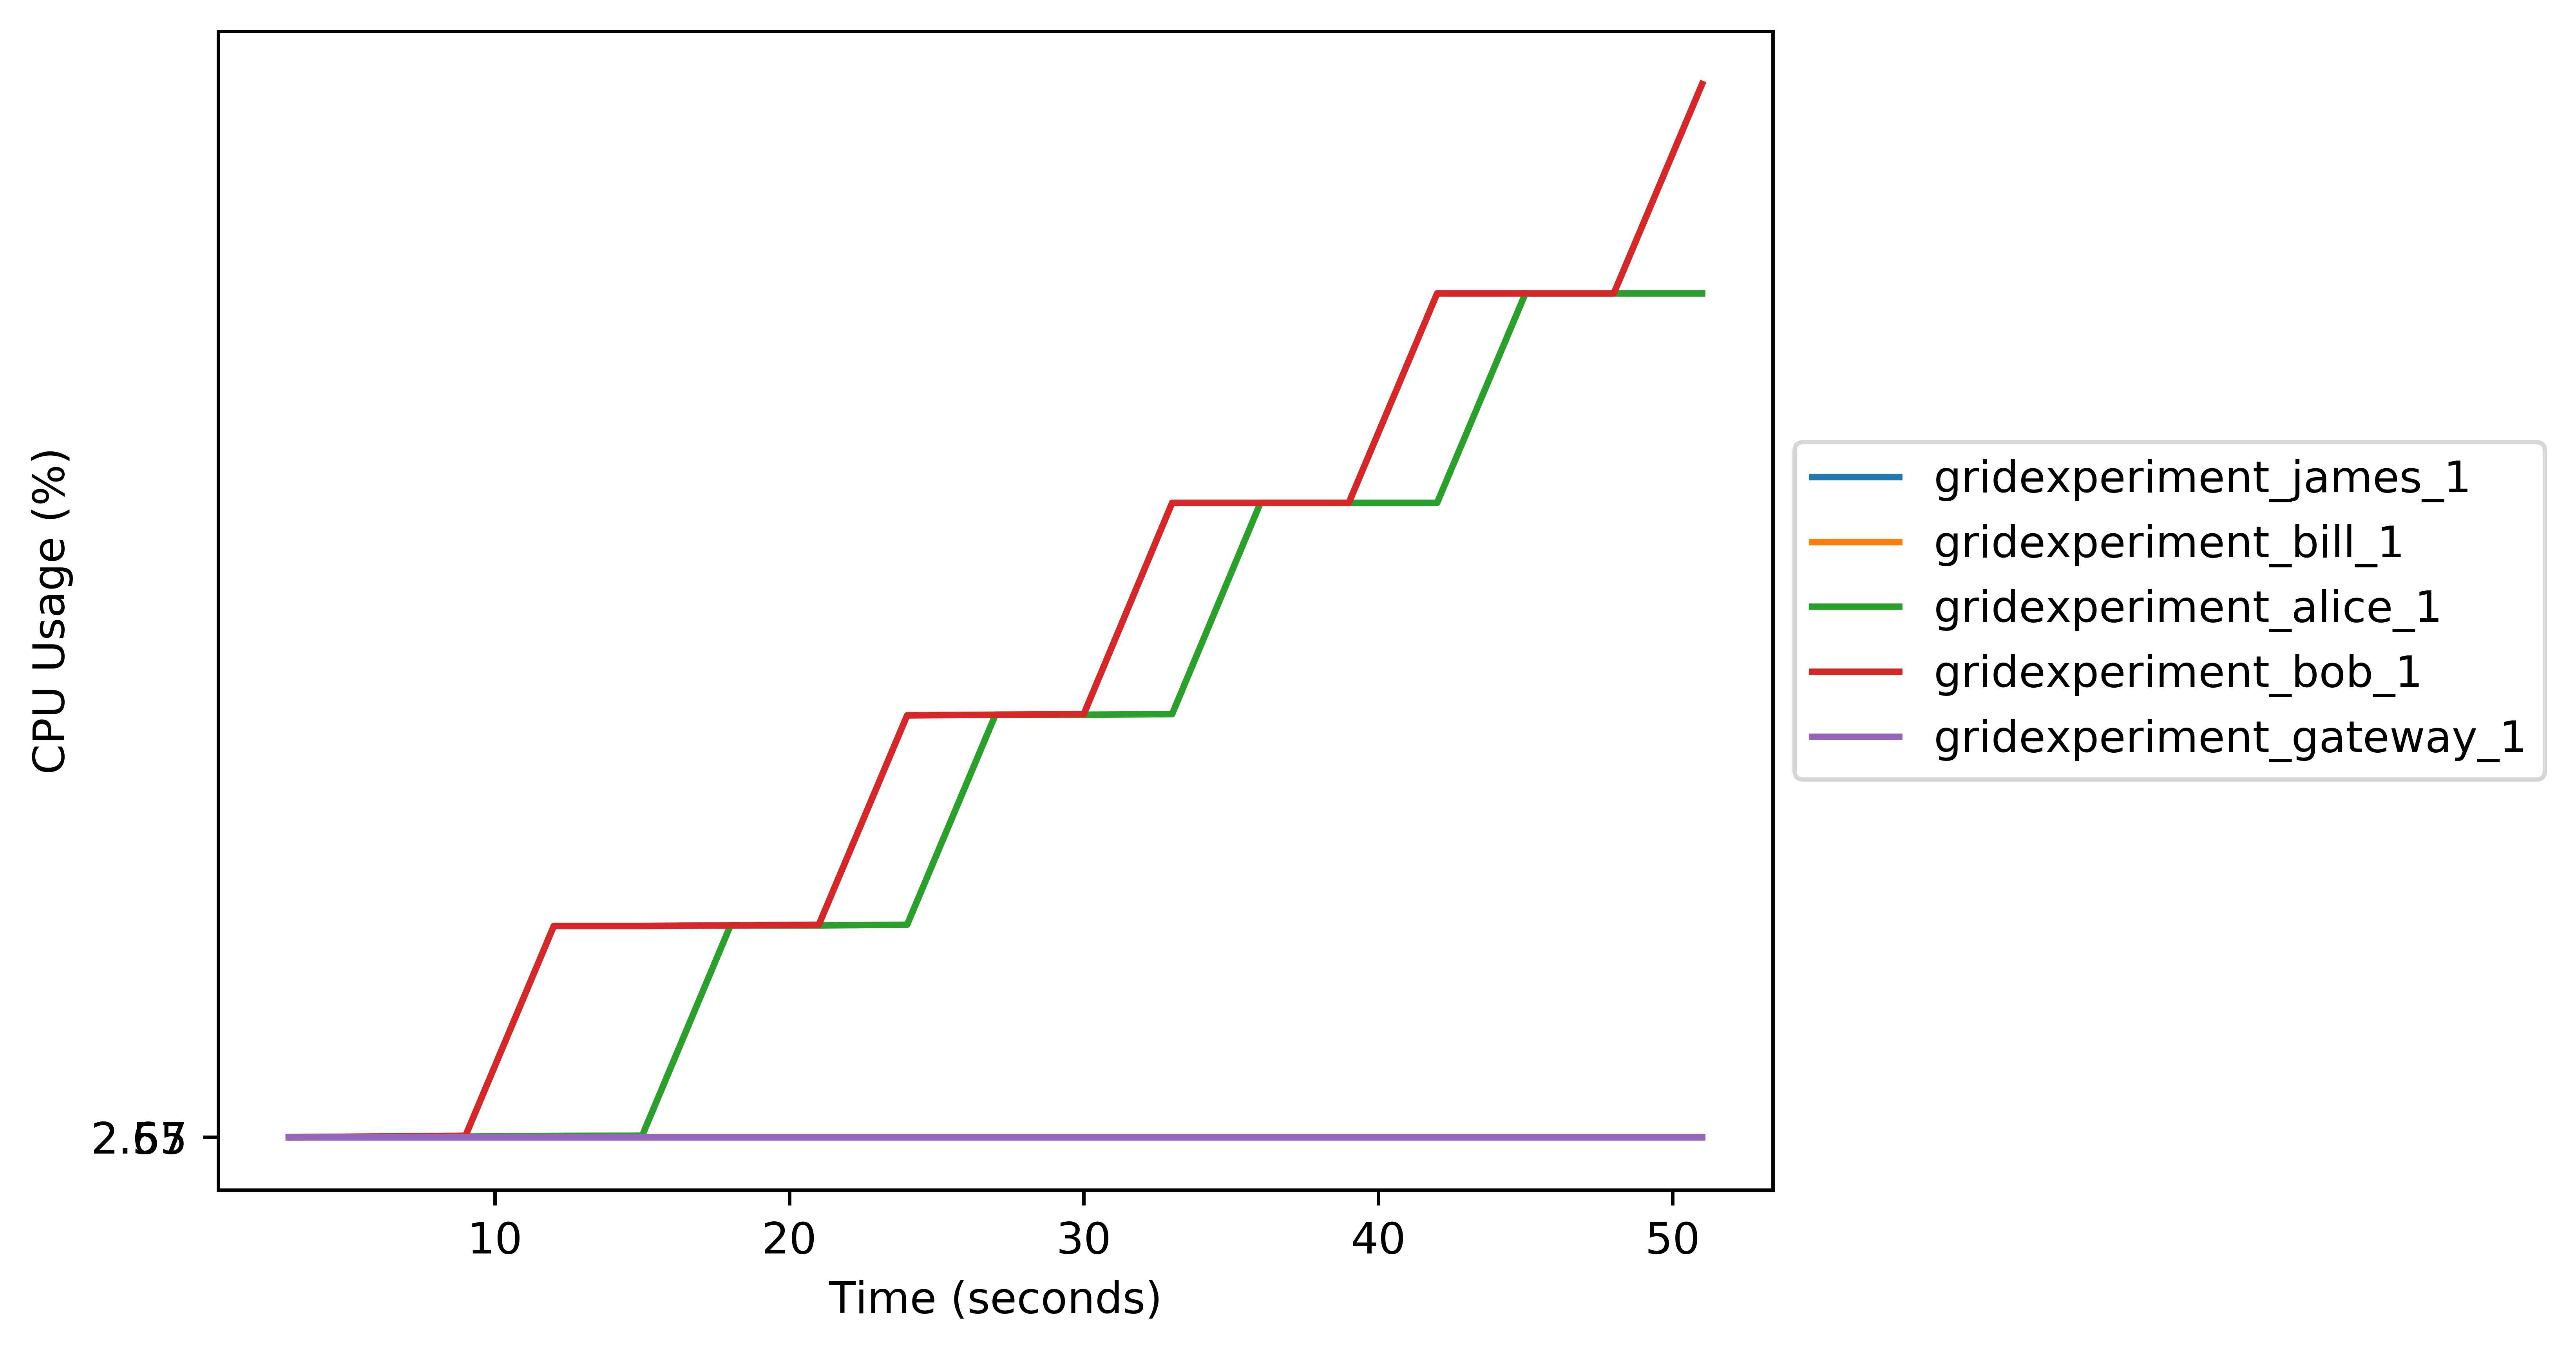 CPU Usage (%)
10 20 30 40 50
Time (seconds)
gridexperiment_james_1
gridexperiment_bill_1
gridexperiment_alice_1
gridexperiment_bob_1
gridexperiment_gateway_1